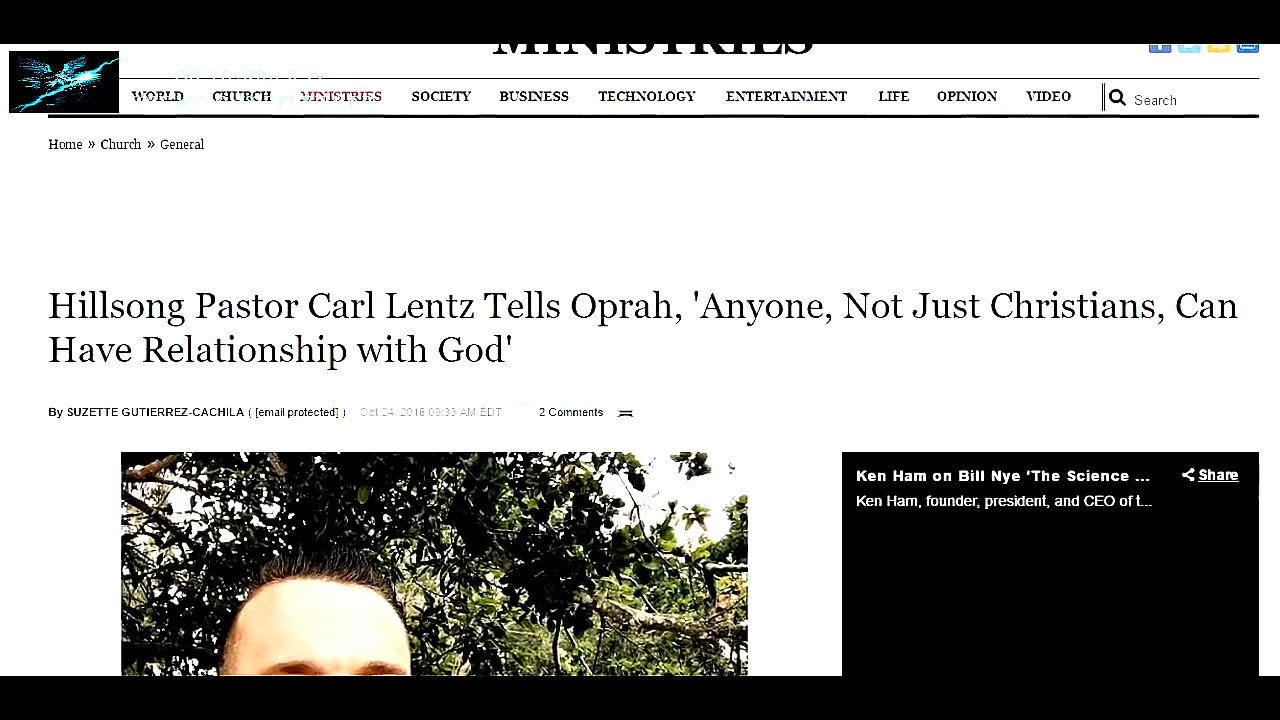 MINISTRIES
WORLD CHURCH MINISTRIES SOCIETY BUSINESS TECHNOLOGY ENTERTAINMENT LIFE OPINION VIDEO Search
Home » Church » General
Hillsong Pastor Carl Lentz Tells Oprah, 'Anyone, Not Just Christians, Can
Have Relationship with God'
By SUZETTE GUTIERREZ-CACHILA ( [email protected] ) Oct 24, 2016 09:33 AM EDT 2 Comments
Ken Ham on Bill Nye 'The Science ... Share
Ken Ham, founder, president, and CEO of t...